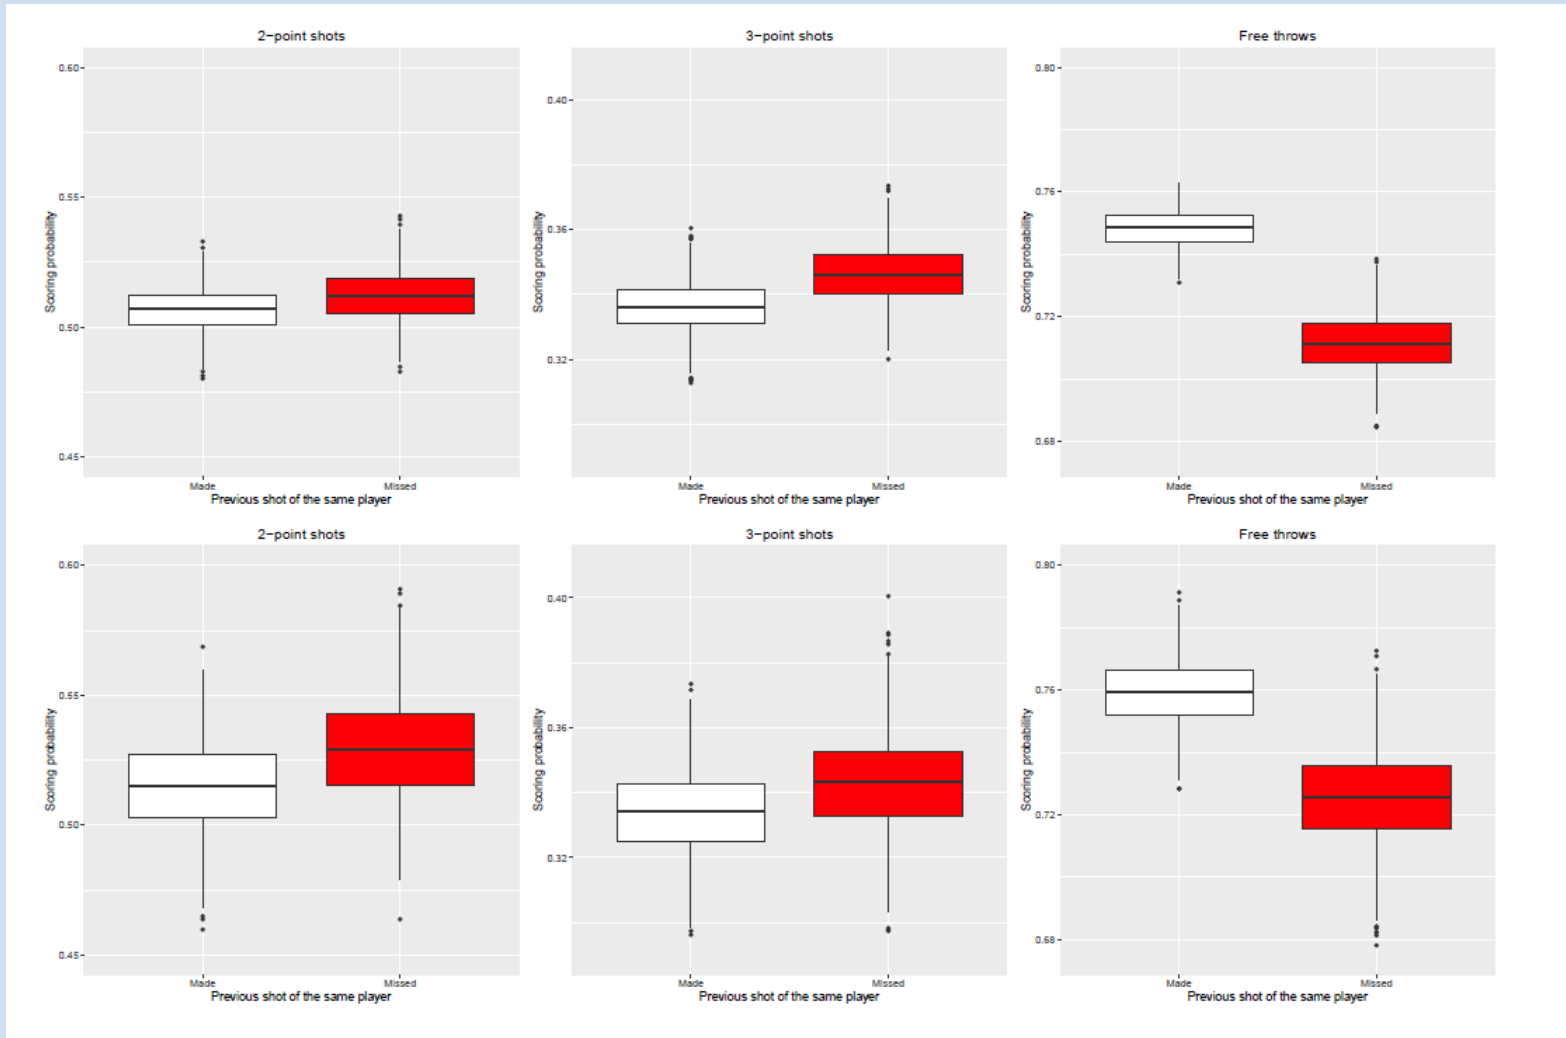 2−point shots
3−point shots
Free throws
0.60
0.55
0.50
0.45
Scoring probability
Made
Missed
Previous shot of the same player
0.40
0.36
0.32
Scoring probability
Made
Missed
Previous shot of the same player
0.80
0.76
0.72
0.68
Scoring probability
Made
Missed
Previous shot of the same player
2−point shots
3−point shots
Free throws
0.60
0.55
0.50
0.45
Scoring probability
Made
Missed
Previous shot of the same player
0.40
0.36
0.32
Scoring probability
Made
Missed
Previous shot of the same player
0.80
0.76
0.72
0.68
Scoring probability
Made
Missed
Previous shot of the same player